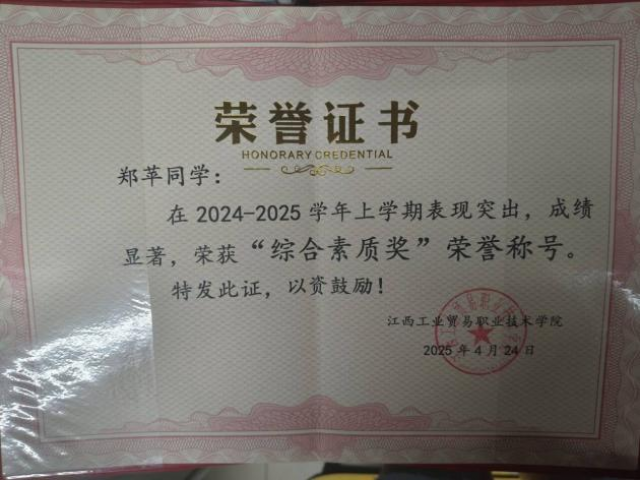 荣誉证书
HONORARY CREDENTIAL
郑苹同学：
在 2024-2025 学年上学期表现突出，成绩
显著，荣获“综合素质奖”荣誉称号。
特发此证，以资鼓励！
江西工业贸易职业技术学院
2025 年 4 月 24 日